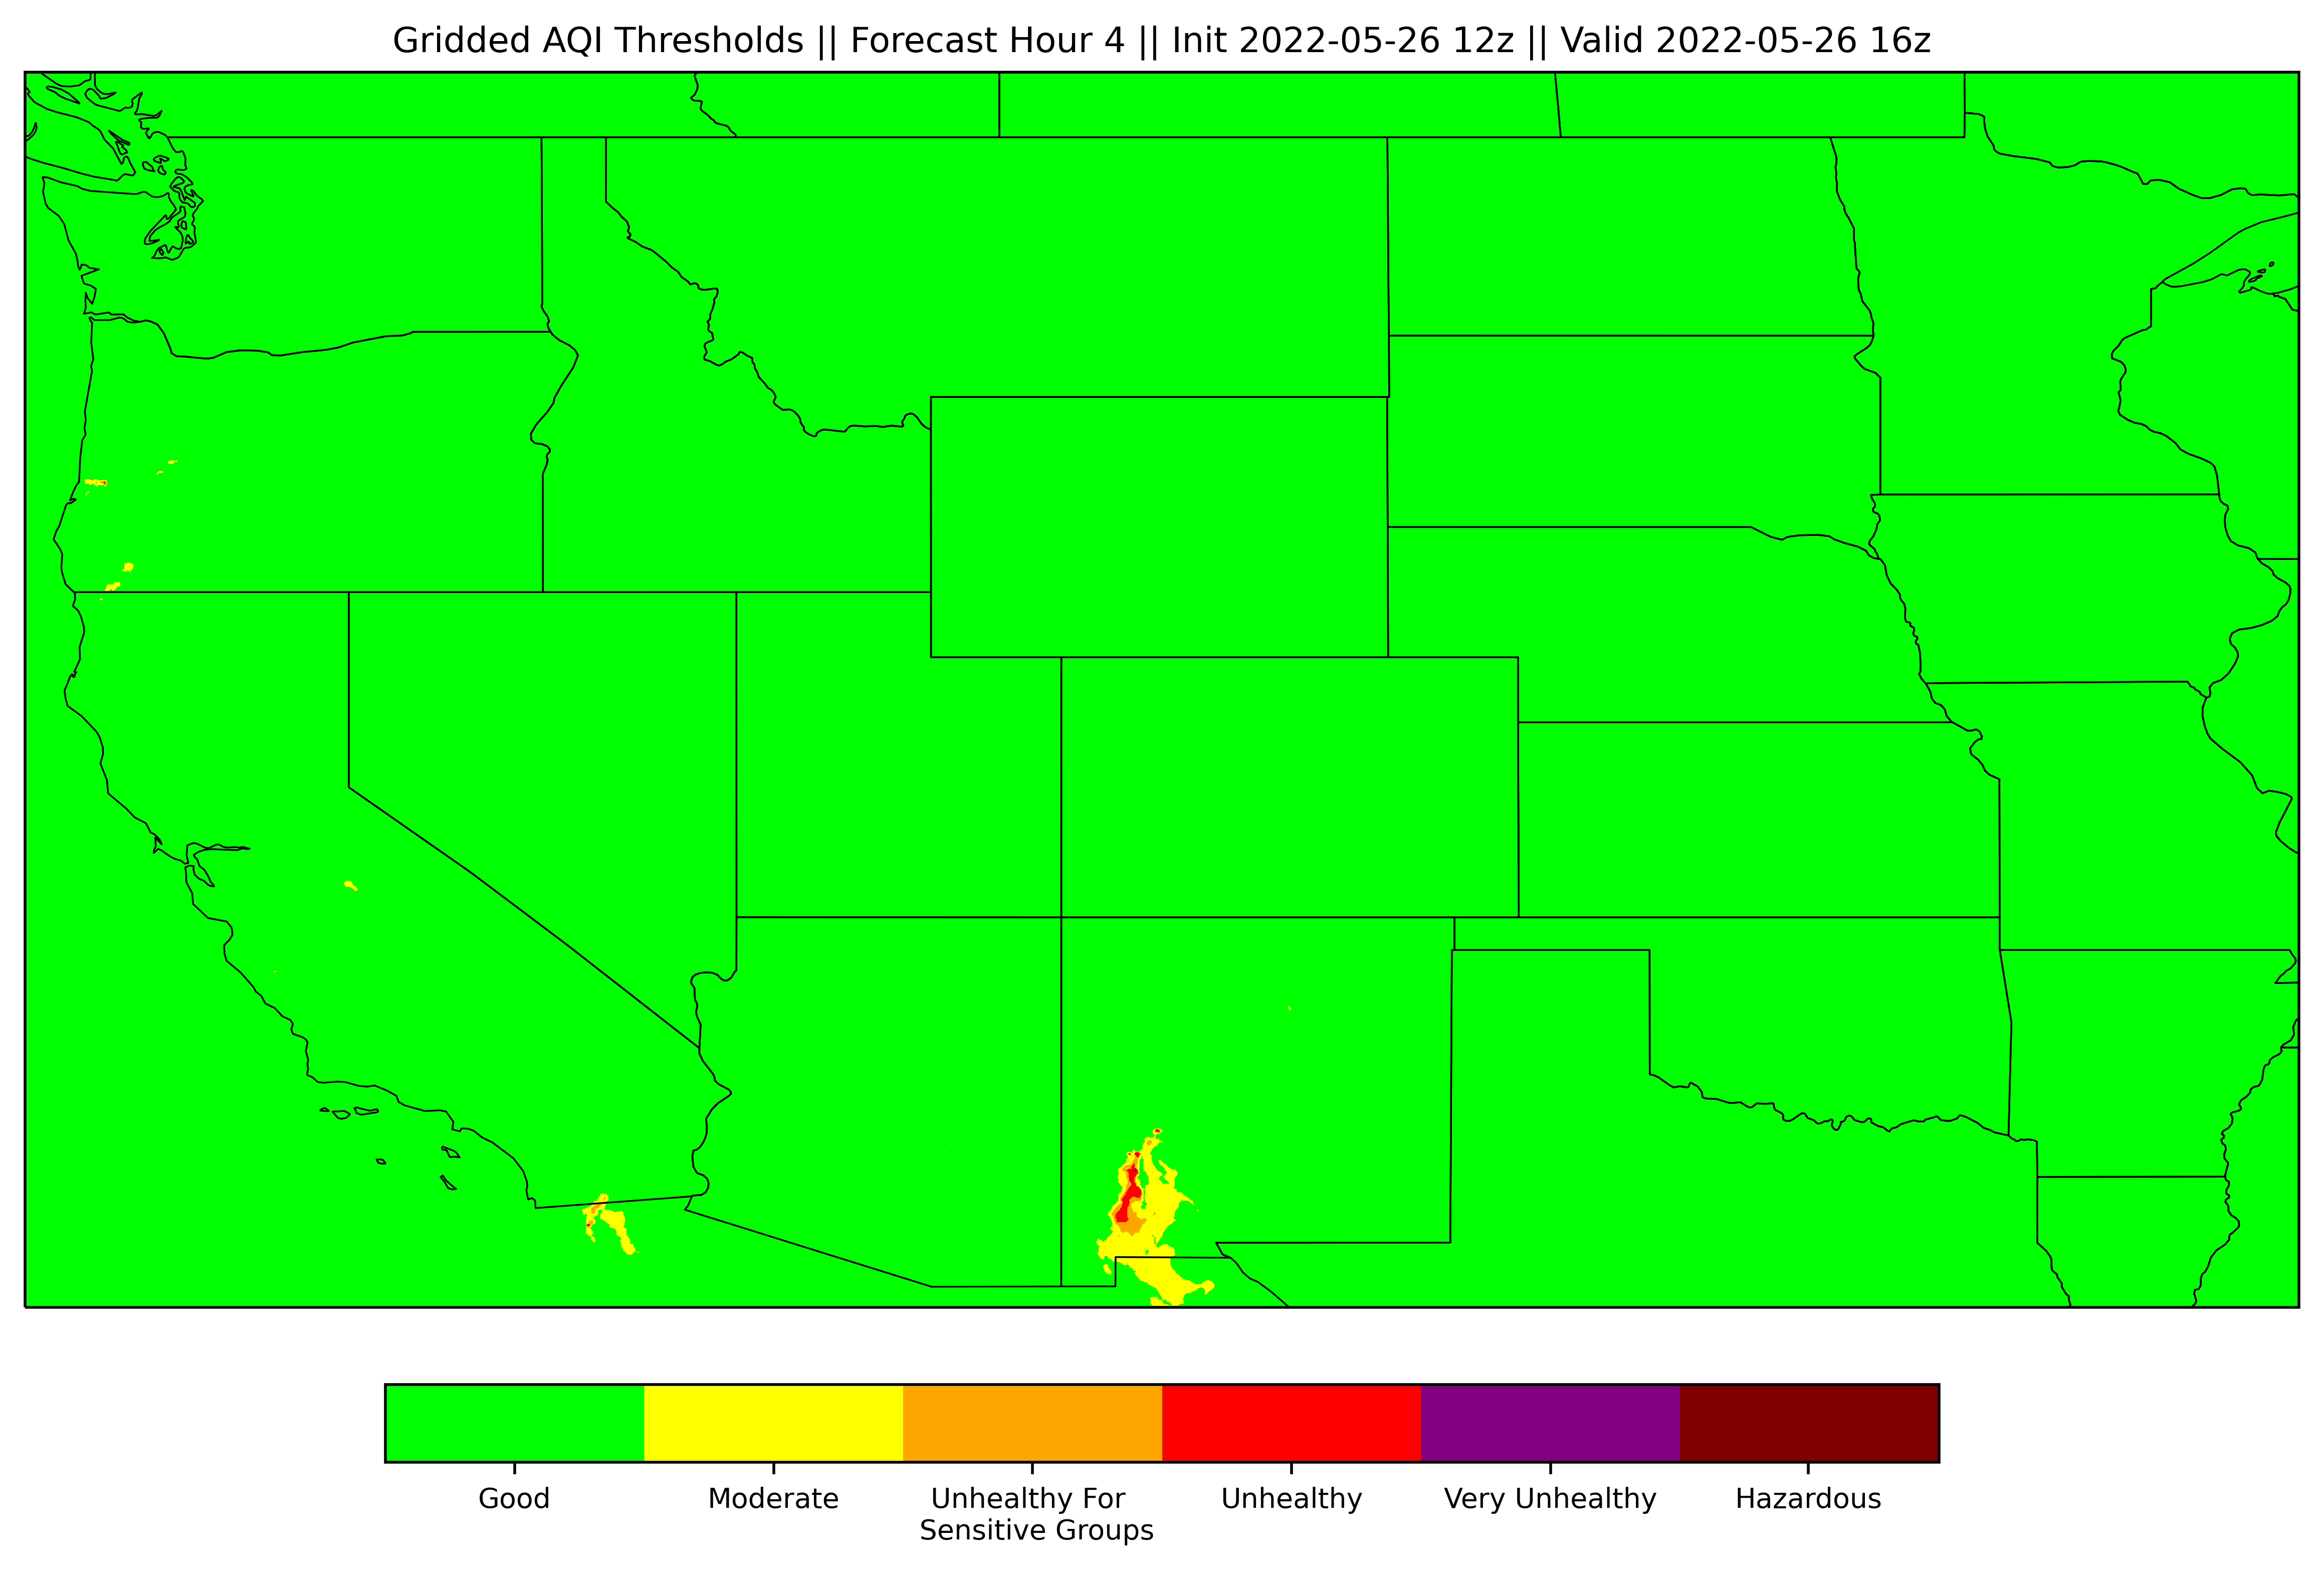 Gridded AQI Thresholds || Forecast Hour 4 || Init 2022-05-26 12z || Valid 2022-05-26 16z
Good
Moderate
Unhealthy For
Sensitive Groups
Unhealthy
Very Unhealthy
Hazardous